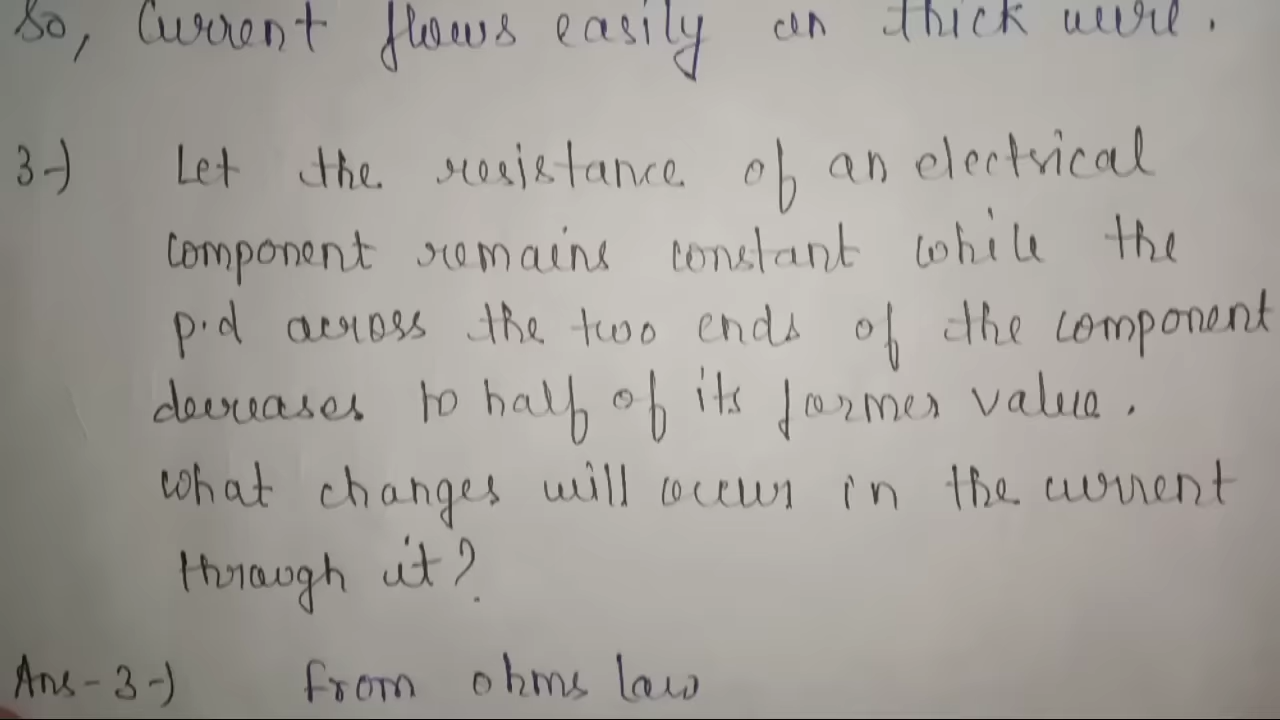 So, Current flows easily in thick wire.
3-) Let the resistance of an electrical
component remains constant while the
p.d across the two ends of the component
decreases to half of its former value.
What changes will occur in the current
through it?
Ans-3-) From ohms law